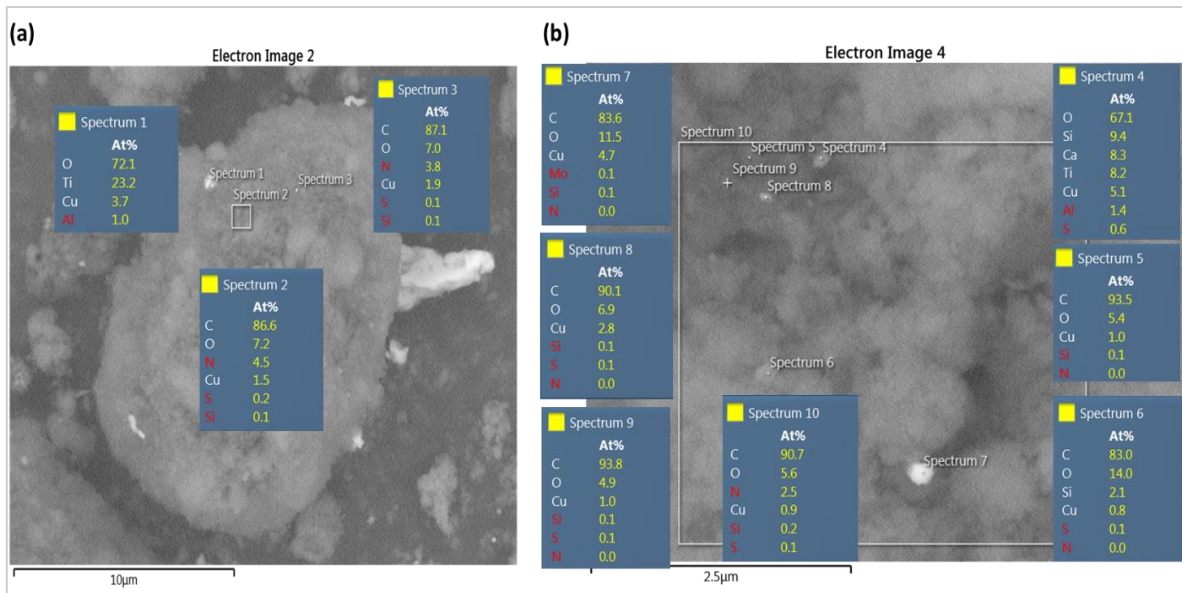 (a)
Electron Image 2
Spectrum 1
At%
O 72.1
Ti 23.2
Cu 3.7
Al 1.0
Spectrum 3
At%
C 87.1
O 7.0
N 3.8
Cu 1.9
S 0.1
Si 0.1
Spectrum 1
Spectrum 2
Spectrum 3
Spectrum 2
At%
C 86.6
O 7.2
N 4.5
Cu 1.5
S 0.2
Si 0.1
10μm
(b)
Electron Image 4
Spectrum 7
At%
C 83.6
O 11.5
Cu 4.7
Mo 0.1
Si 0.1
N 0.0
Spectrum 8
At%
C 90.1
O 6.9
Cu 2.8
Si 0.1
S 0.1
N 0.0
Spectrum 9
At%
C 93.8
O 4.9
Cu 1.0
Si 0.1
S 0.1
N 0.0
Spectrum 10
Spectrum 5
Spectrum 4
Spectrum 9
Spectrum 8
Spectrum 6
Spectrum 7
Spectrum 10
At%
C 90.7
O 5.6
N 2.5
Cu 0.9
Si 0.2
S 0.1
Spectrum 4
At%
O 67.1
Si 9.4
Ca 8.3
Ti 8.2
Cu 5.1
Al 1.4
S 0.6
Spectrum 5
At%
C 93.5
O 5.4
Cu 1.0
Si 0.1
N 0.0
Spectrum 6
At%
C 83.0
O 14.0
Si 2.1
Cu 0.8
S 0.1
N 0.0
2.5μm